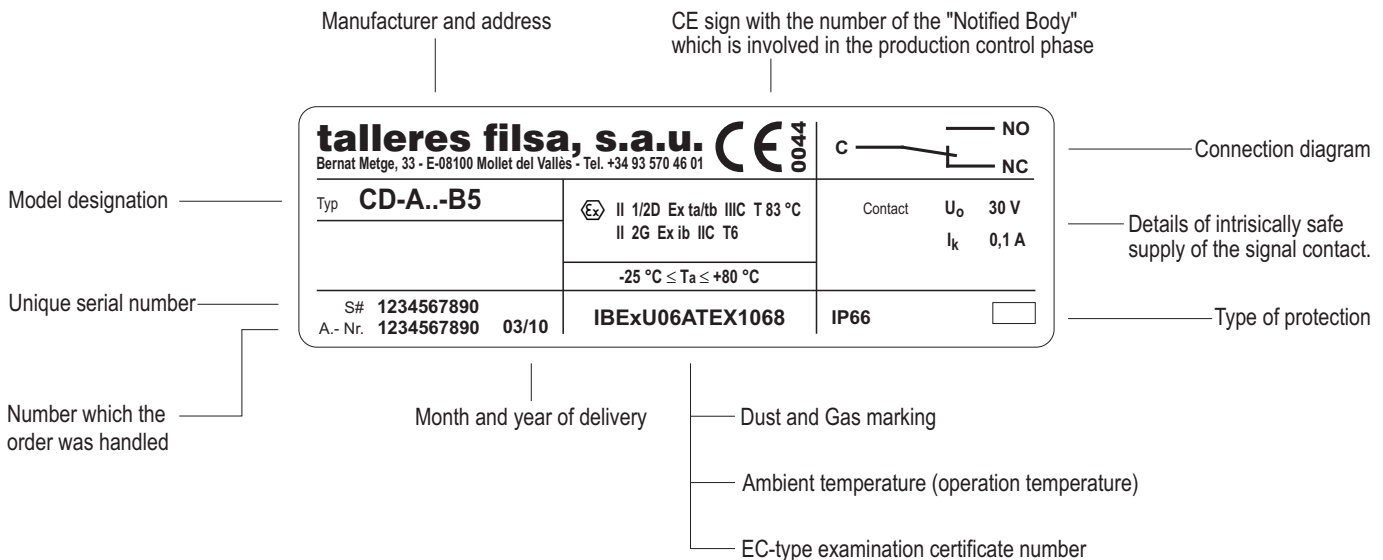 Manufacturer and address
CE sign with the number of the "Notified Body"
which is involved in the production control phase
talleres filsa, s.a.u.
CE 0044
Bernat Metge, 33 - E-08100 Mollet del Vallès - Tel. +34 93 570 46 01
C
NO
NC
Connection diagram
Model designation
Typ CD-A..-B5
Ex II 1/2D Ex ta/tb IIIC T 83 °C
II 2G Ex ib IIC T6
-25 °C ≤ Ta ≤ +80 °C
Contact Uo 30 V
Ik 0,1 A
Details of intrisically safe
supply of the signal contact.
Unique serial number
S# 1234567890
A.- Nr. 1234567890 03/10
IBExU06ATEX1068
IP66
Type of protection
Number which the
order was handled
Month and year of delivery
Dust and Gas marking
Ambient temperature (operation temperature)
EC-type examination certificate number